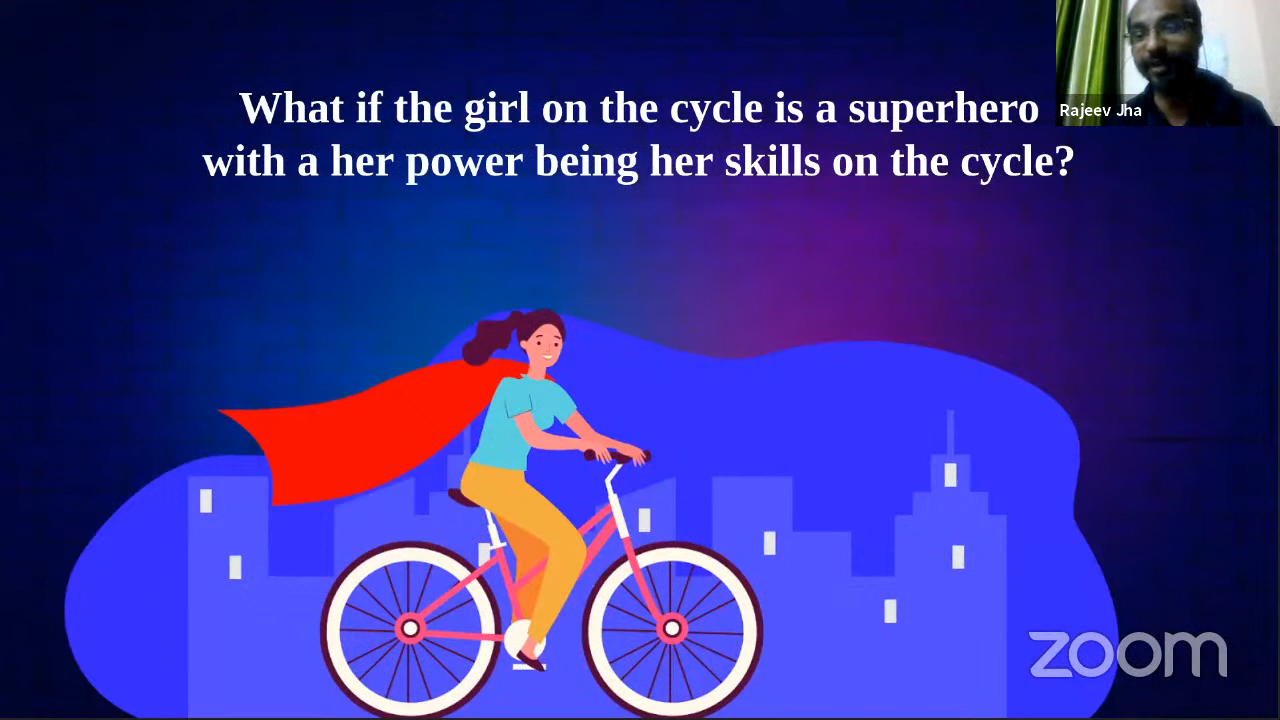 What if the girl on the cycle is a superhero
with a her power being her skills on the cycle?
Rajeev Jha
zoom